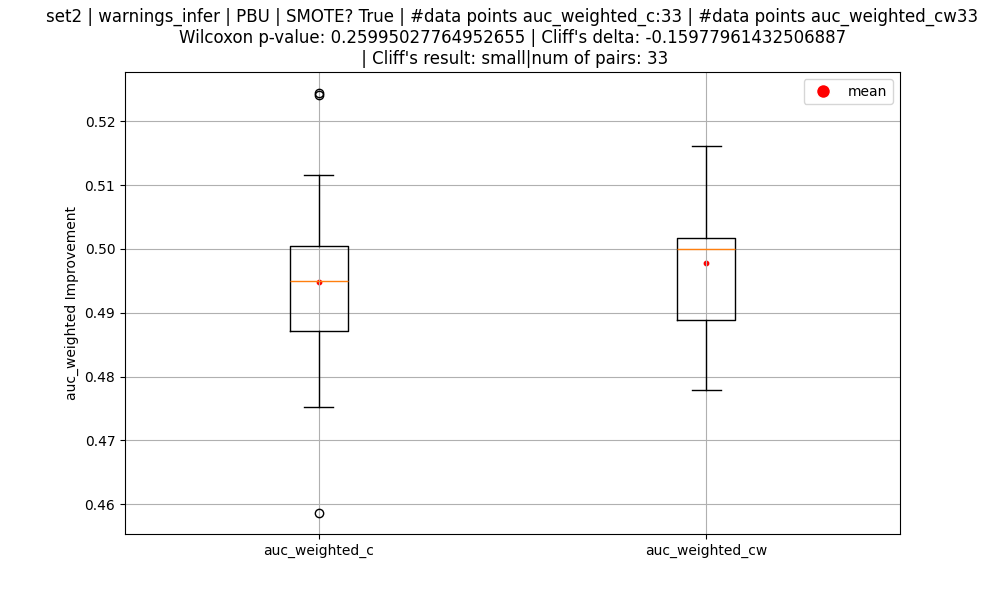 set2 | warnings_infer | PBU | SMOTE? True | #data points auc_weighted_c:33 | #data points auc_weighted_cw33
Wilcoxon p-value: 0.25995027764952655 | Cliff's delta: -0.15977961432506887
| Cliff's result: small|num of pairs: 33
mean
0.52
0.51
0.50
0.49
0.48
0.47
0.46
auc_weighted Improvement
auc_weighted_c
auc_weighted_cw